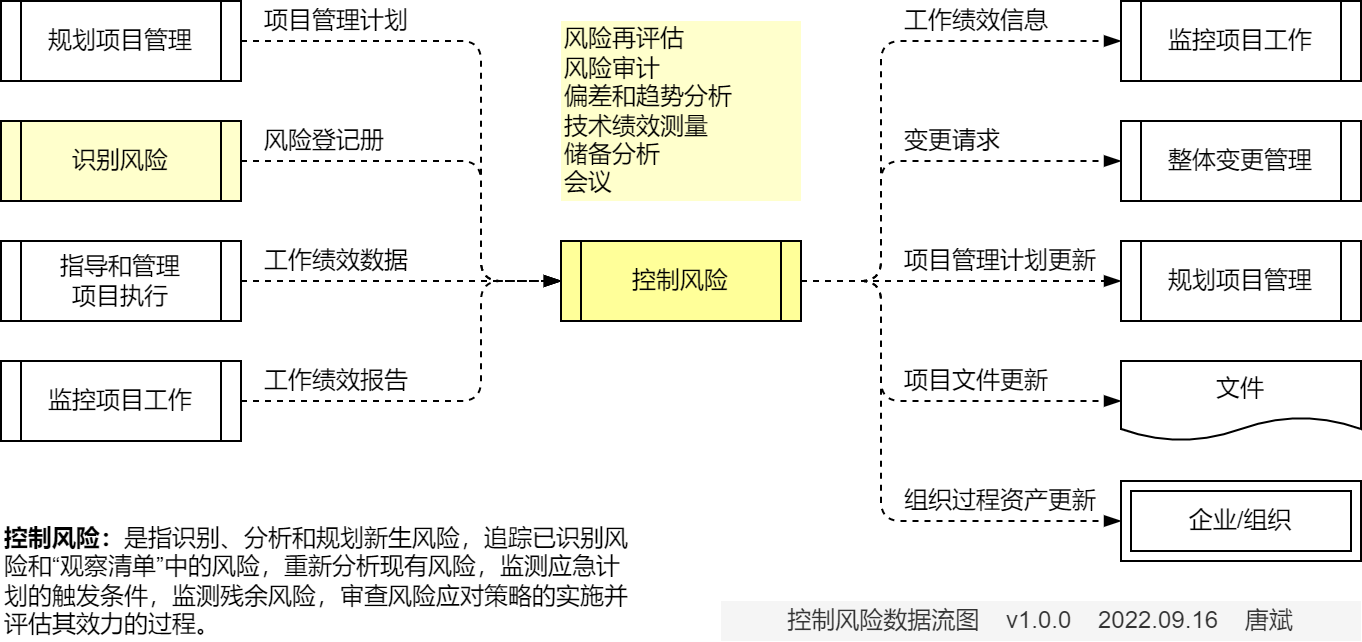 规划项目管理
项目管理计划
识别风险
风险登记册
指导和管理
项目执行
工作绩效数据
监控项目工作
工作绩效报告
风险再评估
风险审计
偏差和趋势分析
技术绩效测量
储备分析
会议
控制风险
工作绩效信息
监控项目工作
变更请求
整体变更管理
项目管理计划更新
规划项目管理
项目文件更新
文件
组织过程资产更新
企业/组织
控制风险：是指识别、分析和规划新生风险，追踪已识别风
险和“观察清单”中的风险，重新分析现有风险，监测应急计
划的触发条件，监测残余风险，审查风险应对策略的实施并
评估其效力的过程。
控制风险数据流图 v1.0.0 2022.09.16 唐斌